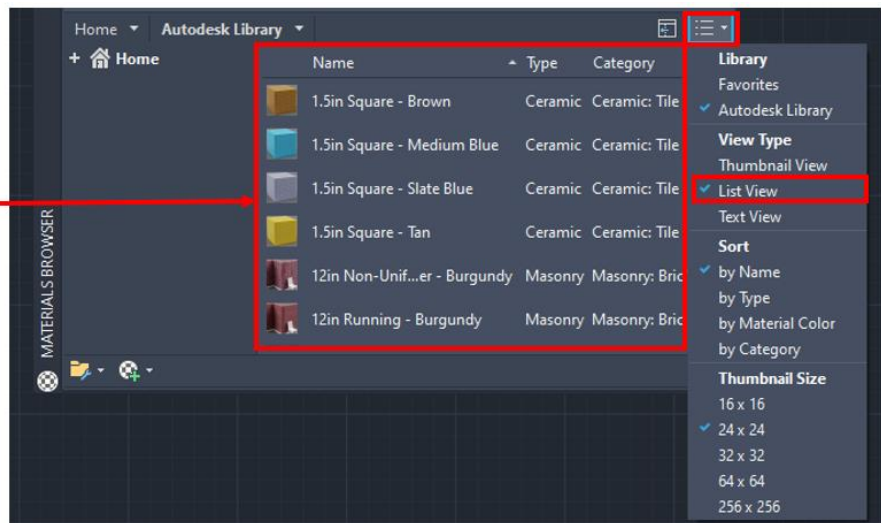 Home Autodesk Library
Home
Name Type Category
1.5in Square - Brown Ceramic Ceramic: Tile
1.5in Square - Medium Blue Ceramic Ceramic: Tile
1.5in Square - Slate Blue Ceramic Ceramic: Tile
1.5in Square - Tan Ceramic Ceramic: Tile
12in Non-Unif...er - Burgundy Masonry Masonry: Bric
12in Running - Burgundy Masonry Masonry: Bric
MATERIALS BROWSER
Library
Favorites
Autodesk Library
View Type
Thumbnail View
List View
Text View
Sort
by Name
by Type
by Material Color
by Category
Thumbnail Size
16 x 16
24 x 24
32 x 32
64 x 64
256 x 256